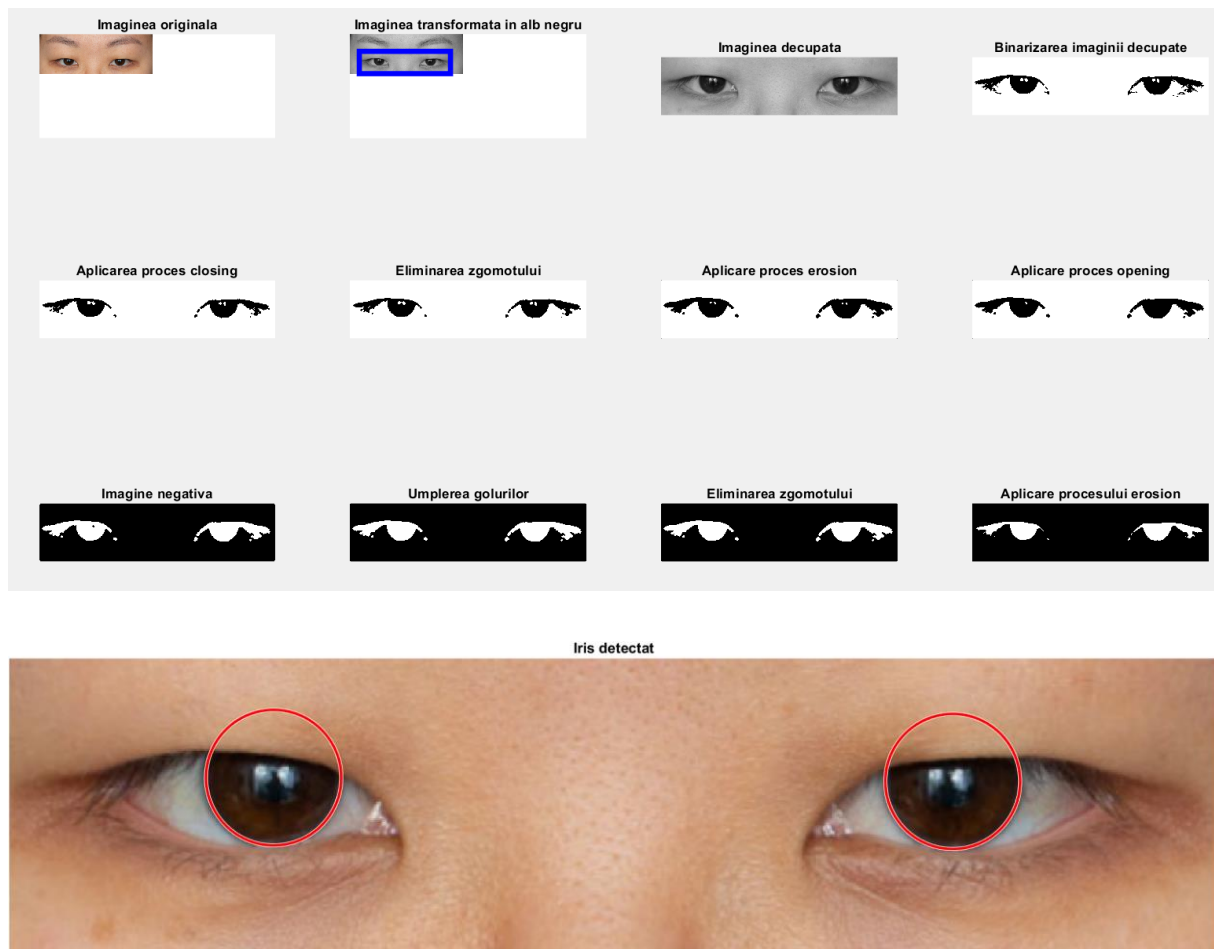 Imaginea originala
Imaginea transformata in alb negru
Imaginea decupata
Binarizarea imaginii decupate
Aplicarea proces closing
Eliminarea zgomotului
Aplicare proces erosion
Aplicare proces opening
Imagine negativa
Umplerea golurilor
Eliminarea zgomotului
Aplicare procesului erosion
Iris detectat